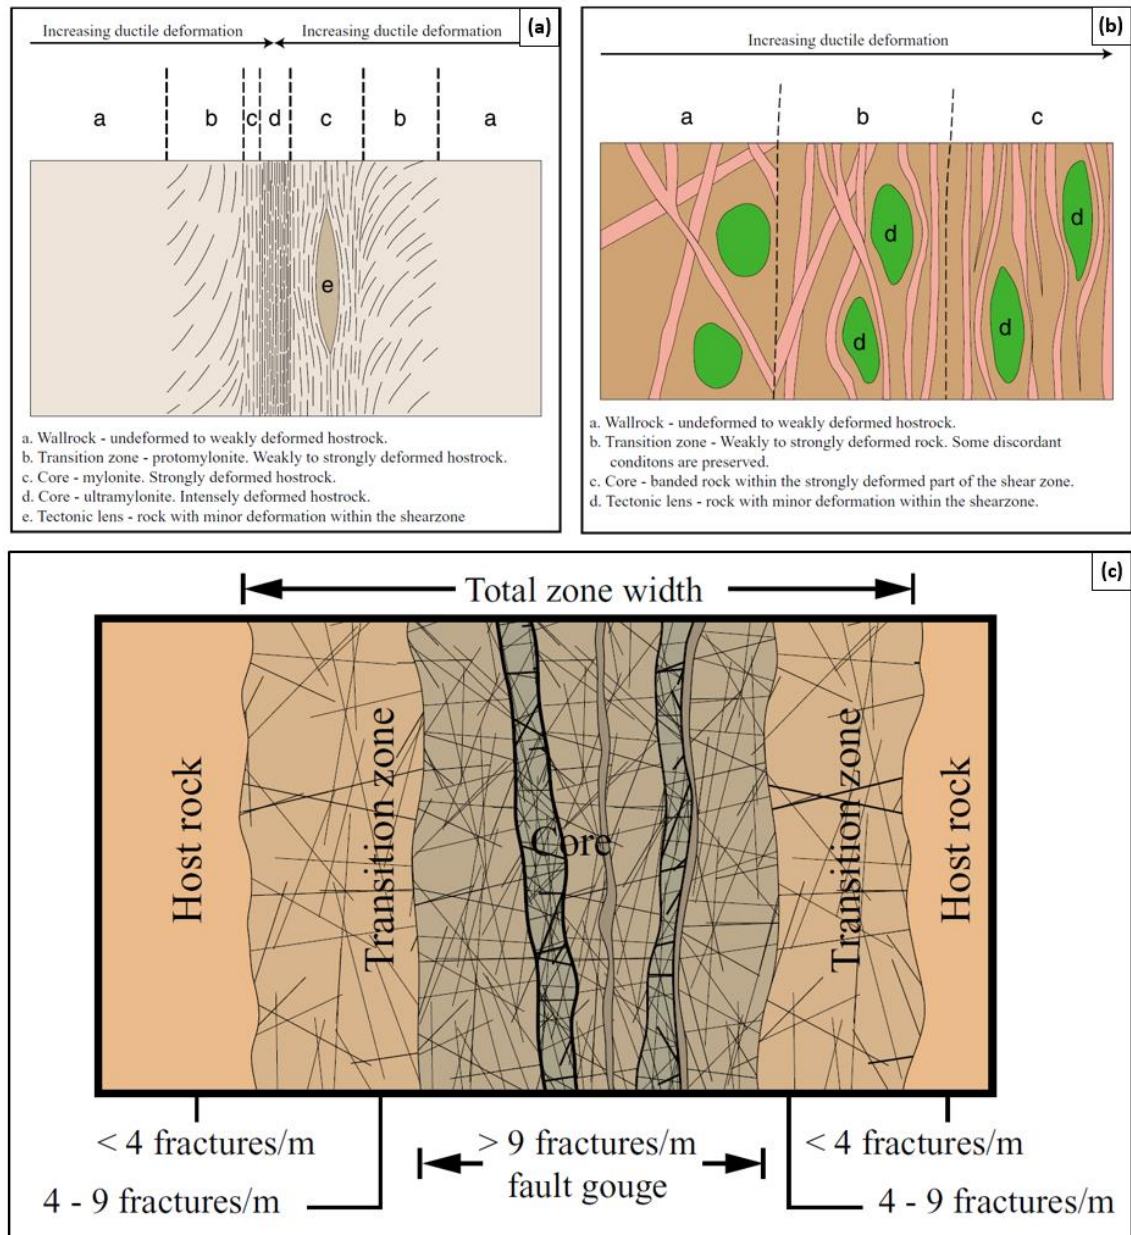 (a)
Increasing ductile deformation Increasing ductile deformation
a b c d c b a
e
a. Wallrock - undeformed to weakly deformed hostrock.
b. Transition zone - protomylonite. Weakly to strongly deformed hostrock.
c. Core - mylonite. Strongly deformed hostrock.
d. Core - ultramylonite. Intensely deformed hostrock.
e. Tectonic lens - rock with minor deformation within the shearzone
(b)
Increasing ductile deformation
a b c
d
d
d
d
a. Wallrock - undeformed to weakly deformed hostrock.
b. Transition zone - Weakly to strongly deformed rock. Some discordant
conditons are preserved.
c. Core - banded rock within the strongly deformed part of the shear zone.
d. Tectonic lens - rock with minor deformation within the shearzone.
(c)
Total zone width
Host rock
Transition zone
Core
Transition zone
Host rock
< 4 fractures/m
> 9 fractures/m
< 4 fractures/m
fault gouge
4 - 9 fractures/m
4 - 9 fractures/m